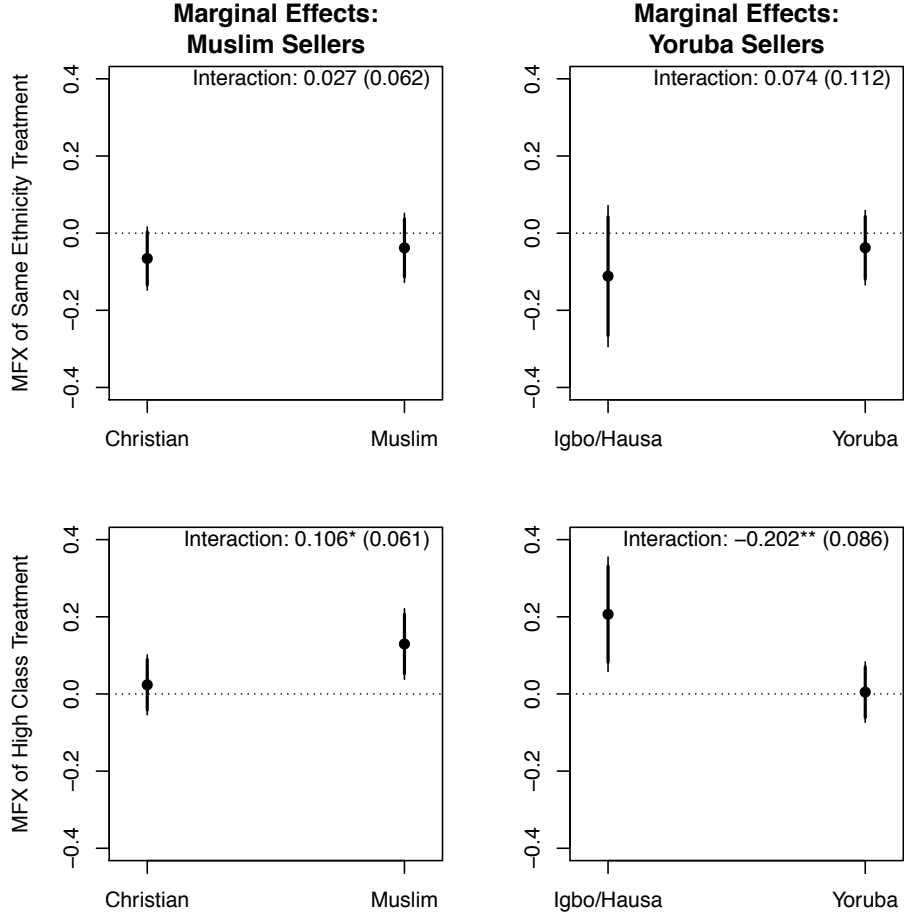 Marginal Effects:
Muslim Sellers
Marginal Effects:
Yoruba Sellers
MFX of Same Ethnicity Treatment
0.4
0.2
0.0
−0.2
−0.4
Interaction: 0.027 (0.062)
Christian
Muslim
0.4
0.2
0.0
−0.2
−0.4
Interaction: 0.074 (0.112)
Igbo/Hausa
Yoruba
MFX of High Class Treatment
0.4
0.2
0.0
−0.2
−0.4
Interaction: 0.106* (0.061)
Christian
Muslim
0.4
0.2
0.0
−0.2
−0.4
Interaction: −0.202** (0.086)
Igbo/Hausa
Yoruba